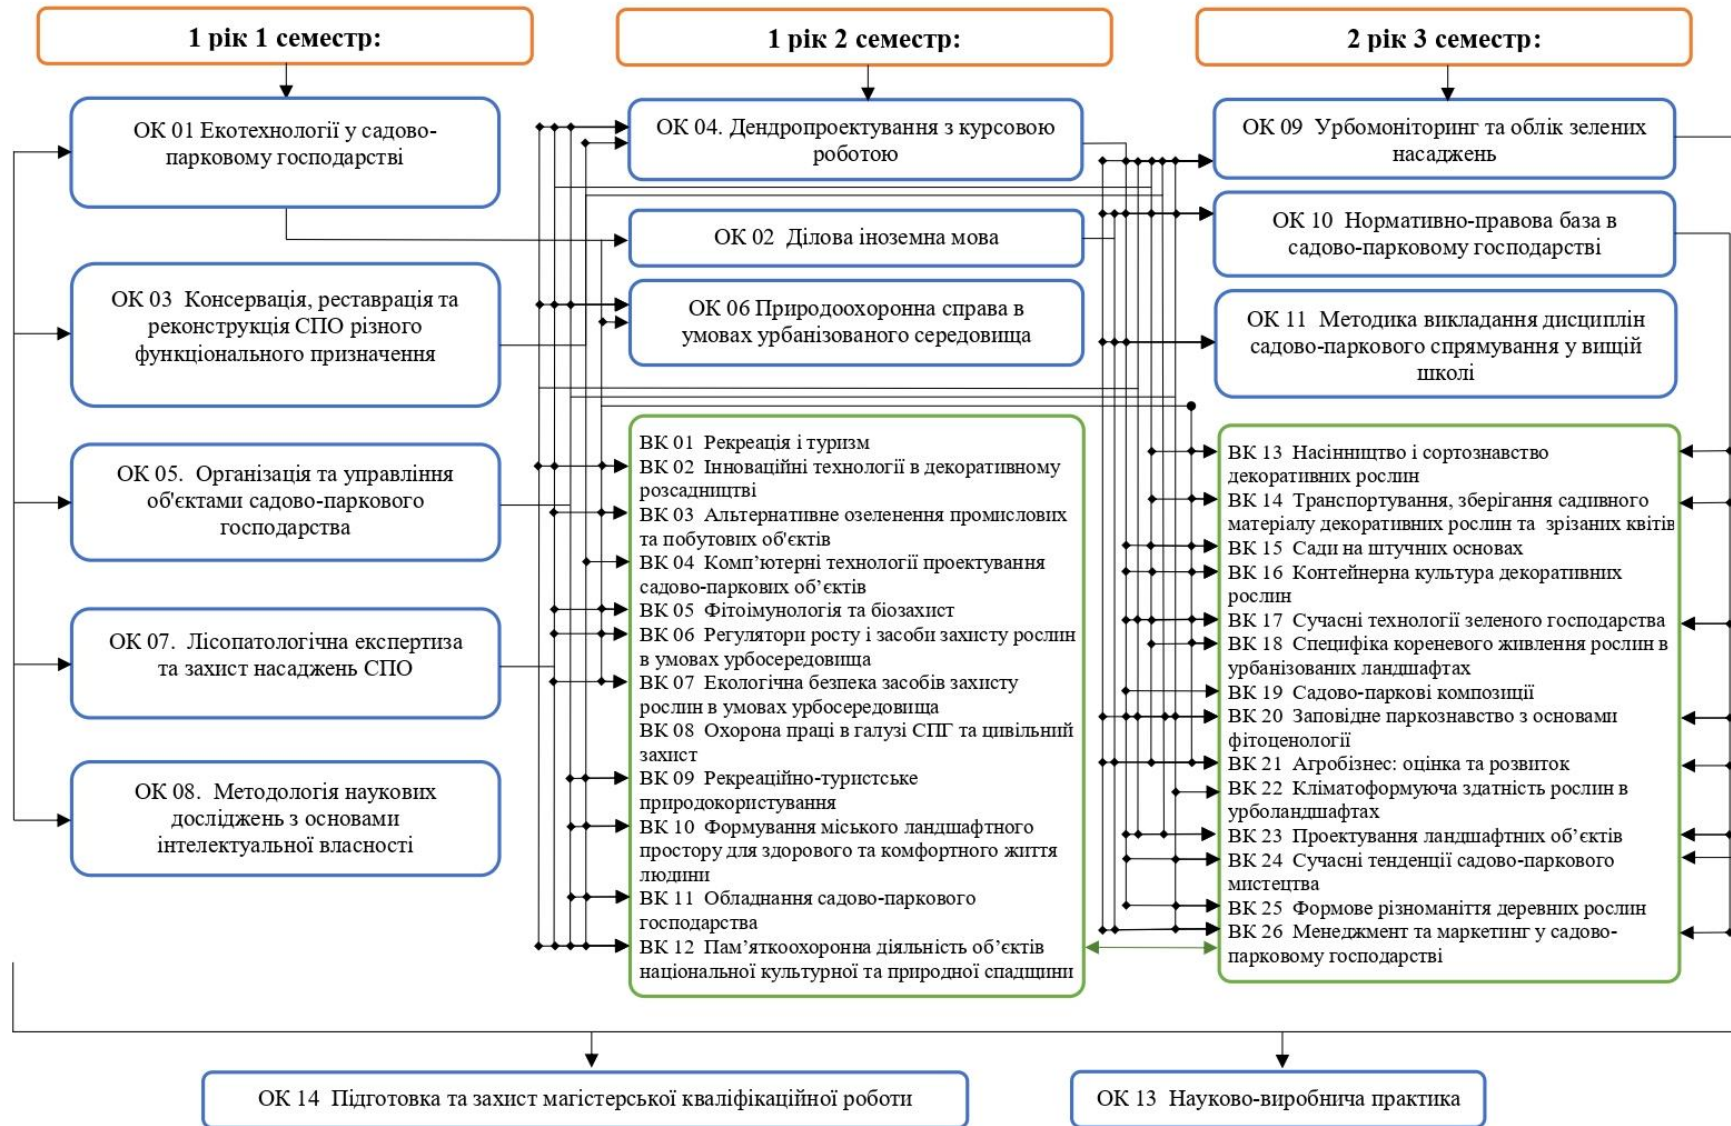 1 рік 1 семестр:
ОК 01 Екотехнології у садово-
парковому господарстві
ОК 03 Консервація, реставрація та
реконструкція СПО різного
функціонального призначення
ОК 05. Організація та управління
об'єктами садово-паркового
господарства
ОК 07. Лісопатологічна експертиза
та захист насаджень СПО
ОК 08. Методологія наукових
досліджень з основами
інтелектуальної власності
1 рік 2 семестр:
ОК 04. Дендропроектування з курсовою
роботою
ОК 02 Ділова іноземна мова
ОК 06 Природоохоронна справа в
умовах урбанізованого середовища
ВК 01 Рекреація і туризм
ВК 02 Інноваційні технології в декоративному
розсадництві
ВК 03 Альтернативне озеленення промислових
та побутових об'єктів
ВК 04 Комп’ютерні технології проектування
садово-паркових об’єктів
ВК 05 Фітоімунологія та біозахист
ВК 06 Регулятори росту і засоби захисту рослин
в умовах урбосередовища
ВК 07 Екологічна безпека засобів захисту
рослин в умовах урбосередовища
ВК 08 Охорона праці в галузі СПГ та цивільний
захист
ВК 09 Рекреаційно-туристське
природокористування
ВК 10 Формування міського ландшафтного
простору для здорового та комфортного життя
людини
ВК 11 Обладнання садово-паркового
господарства
ВК 12 Пам’яткоохоронна діяльність об’єктів
національної культурної та природної спадщини
2 рік 3 семестр:
ОК 09 Урбомоніторинг та облік зелених
насаджень
ОК 10 Нормативно-правова база в
садово-парковому господарстві
ОК 11 Методика викладання дисциплін
садово-паркового спрямування у вищій
школі
ВК 13 Насінництво і сортознавство
декоративних рослин
ВК 14 Транспортування, зберігання садивного
матеріалу декоративних рослин та зрізаних квітів
ВК 15 Сади на штучних основах
ВК 16 Контейнерна культура декоративних
рослин
ВК 17 Сучасні технології зеленого господарства
ВК 18 Специфіка кореневого живлення рослин в
урбанізованих ландшафтах
ВК 19 Садово-паркові композиції
ВК 20 Заповідне паркознавство з основами
фітоценології
ВК 21 Агробізнес: оцінка та розвиток
ВК 22 Кліматоформуюча здатність рослин в
урболандшафтах
ВК 23 Проектування ландшафтних об’єктів
ВК 24 Сучасні тенденції садово-паркового
мистецтва
ВК 25 Формове різноманіття деревних рослин
ВК 26 Менеджмент та маркетинг у садово-
парковому господарстві
ОК 14 Підготовка та захист магістерської кваліфікаційної роботи
ОК 13 Науково-виробнича практика